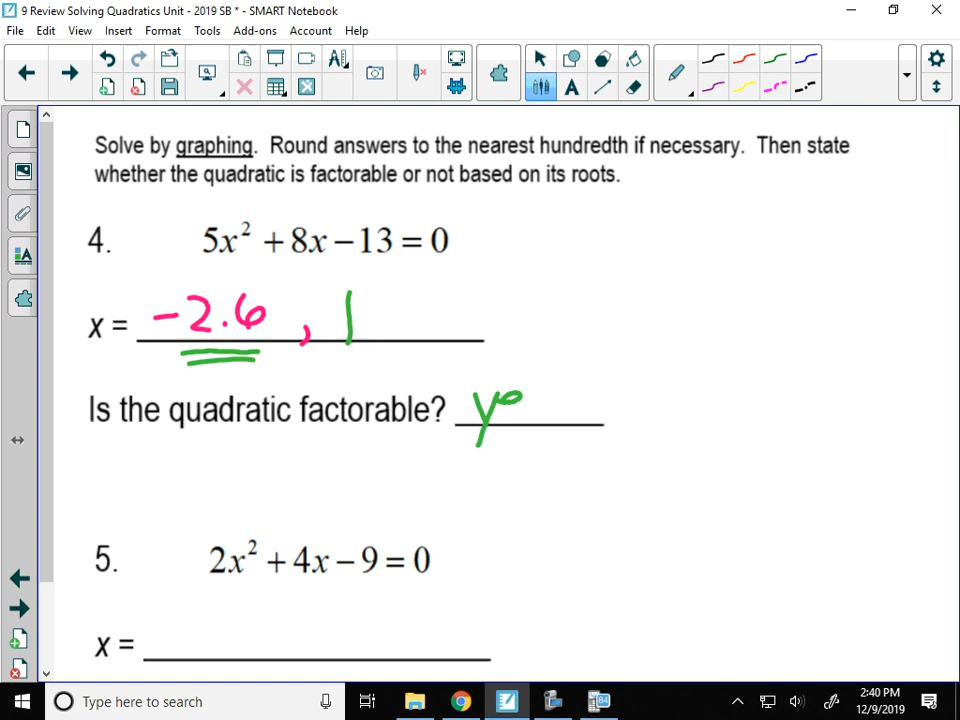 9 Review Solving Quadratics Unit - 2019 SB * - SMART Notebook
File Edit View Insert Format Tools Add-ons Account Help
Solve by graphing. Round answers to the nearest hundredth if necessary. Then state
whether the quadratic is factorable or not based on its roots.
4. 5x² + 8x – 13 = 0
x = -2.6 , 1
Is the quadratic factorable? ye
5. 2x² + 4x – 9 = 0
x =
Type here to search
2:40 PM
12/9/2019